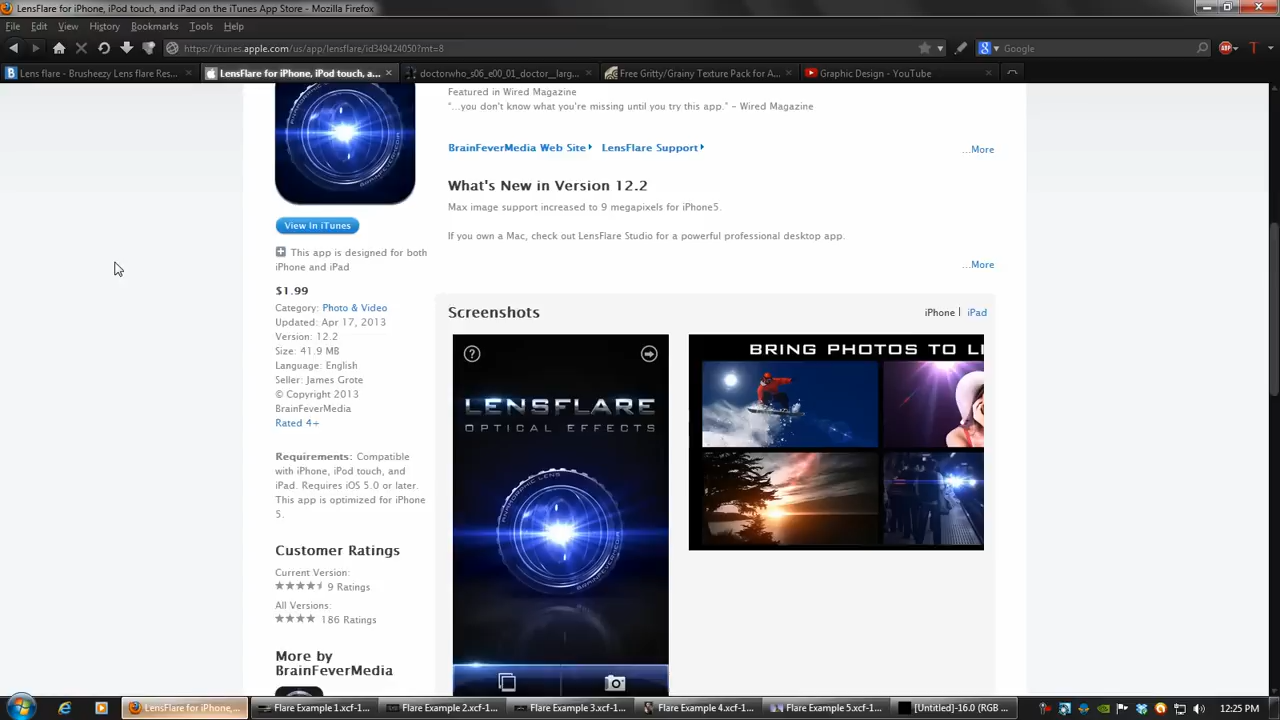 LensFlare for iPhone, iPod touch, and iPad on the iTunes App Store - Mozilla Firefox
File Edit View History Bookmarks Tools Help
https://itunes.apple.com/us/app/lensflare/id349424050?mt=8
Google
Lens flare - Brusheezy Lens flare Res...
LensFlare for iPhone, iPod touch, a...
doctorwho_s06_e00_01_doctor__larg...
Free Gritty/Grainy Texture Pack for A...
Graphic Design - YouTube
Featured in Wired Magazine
"...you don't know what you're missing until you try this app." - Wired Magazine
BrainFeverMedia Web Site
LensFlare Support
...More
What's New in Version 12.2
Max image support increased to 9 megapixels for iPhone5.
If you own a Mac, check out LensFlare Studio for a powerful professional desktop app.
...More
View In iTunes
This app is designed for both
iPhone and iPad
$1.99
Category: Photo & Video
Updated: Apr 17, 2013
Version: 12.2
Size: 41.9 MB
Language: English
Seller: James Grote
© Copyright 2013
BrainFeverMedia
Rated 4+
Requirements: Compatible
with iPhone, iPod touch, and
iPad. Requires iOS 5.0 or later.
This app is optimized for iPhone
5.
Customer Ratings
Current Version:
9 Ratings
All Versions:
186 Ratings
More by
BrainFeverMedia
Screenshots
iPhone | iPad
?
LENSFLARE
OPTICAL EFFECTS
ANAMORPHIC LENS
BRAINFEVERMEDIA
BRING PHOTOS TO LI
LensFlare for iPhone,...
Flare Example 1.xcf-1...
Flare Example 2.xcf-1...
Flare Example 3.xcf-1...
Flare Example 4.xcf-1...
Flare Example 5.xcf-1...
[Untitled]-16.0 (RGB ...
12:25 PM